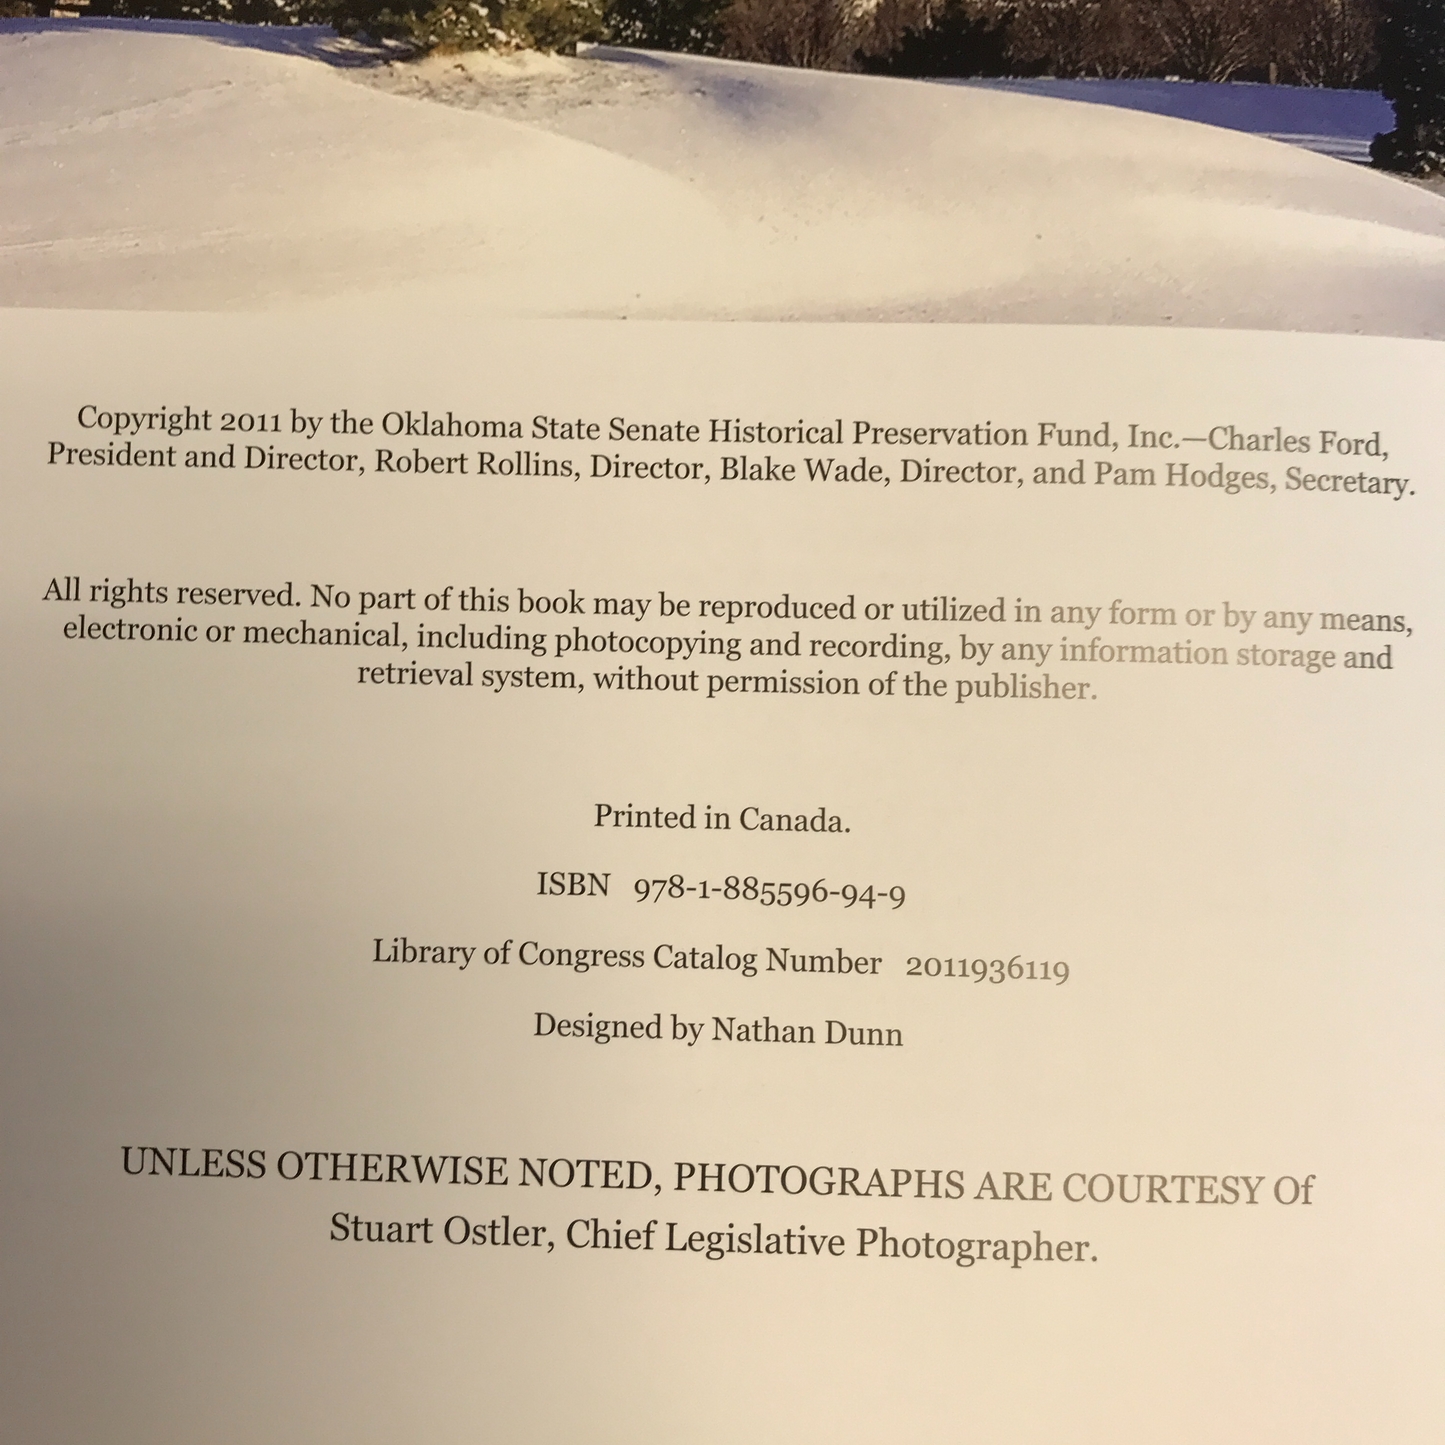 Copyright 2011 by the Oklahoma State Senate Historical Preservation Fund, Inc.—Charles Ford,
President and Director, Robert Rollins, Director, Blake Wade, Director, and Pam Hodges, Secretary.
All rights reserved. No part of this book may be reproduced or utilized in any form or by any means,
electronic or mechanical, including photocopying and recording, by any information storage and
retrieval system, without permission of the publisher.
Printed in Canada.
ISBN 978-1-885596-94-9
Library of Congress Catalog Number 2011936119
Designed by Nathan Dunn
UNLESS OTHERWISE NOTED, PHOTOGRAPHS ARE COURTESY Of
Stuart Ostler, Chief Legislative Photographer.